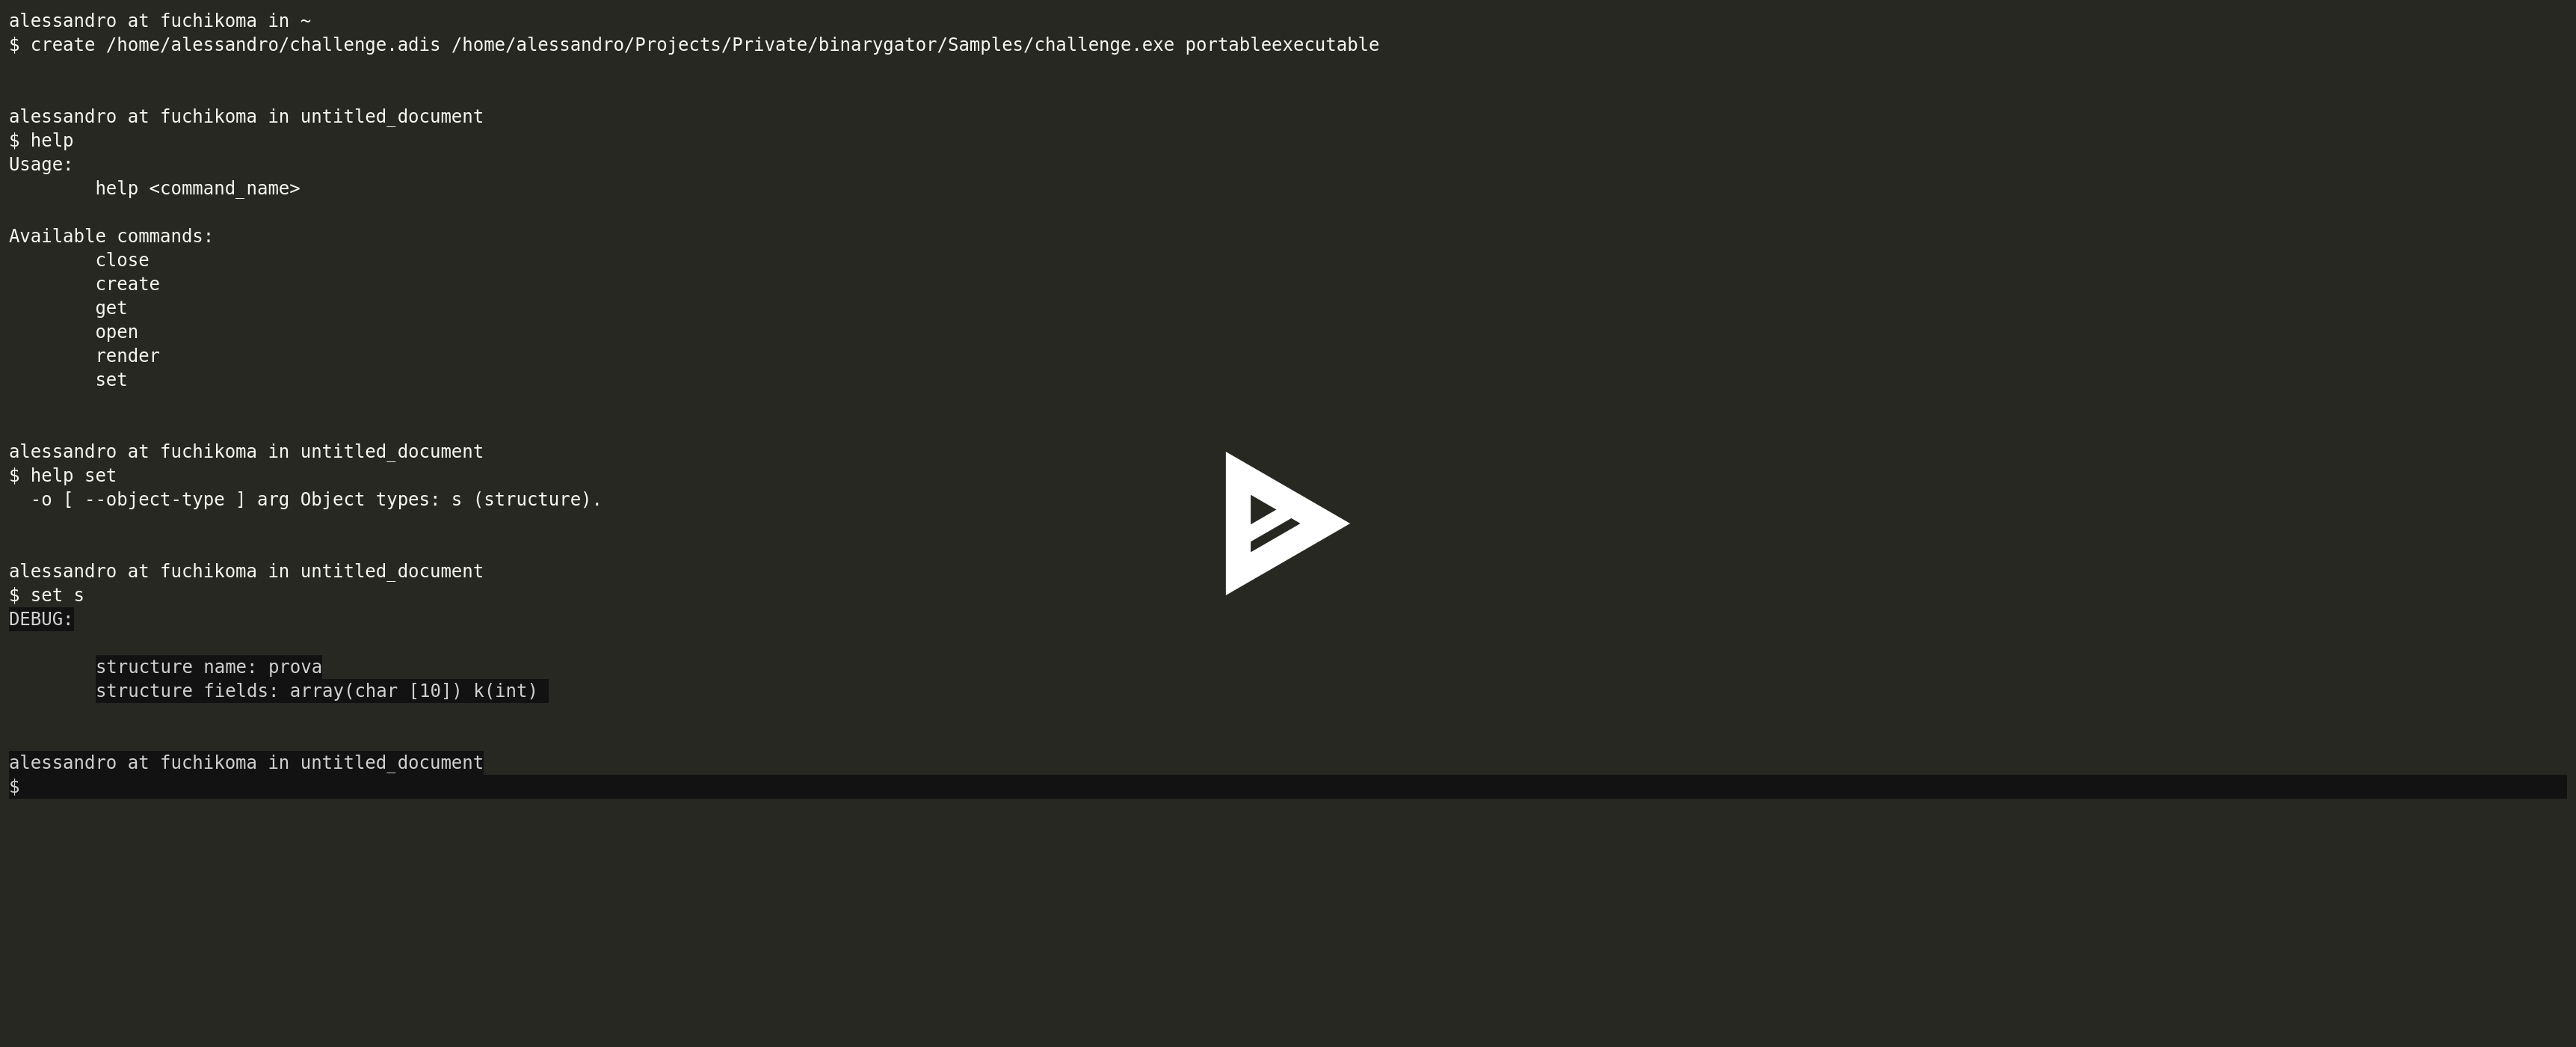 alessandro at fuchikoma in ~
$ create /home/alessandro/challenge.adis /home/alessandro/Projects/Private/binarygator/Samples/challenge.exe portableexecutable
alessandro at fuchikoma in untitled_document
$ help
Usage:
help <command_name>
Available commands:
close
create
get
open
render
set
alessandro at fuchikoma in untitled_document
$ help set
-o [ --object-type ] arg Object types: s (structure).
alessandro at fuchikoma in untitled_document
$ set s
DEBUG:
structure name: prova
structure fields: array(char [10]) k(int)
alessandro at fuchikoma in untitled_document
$